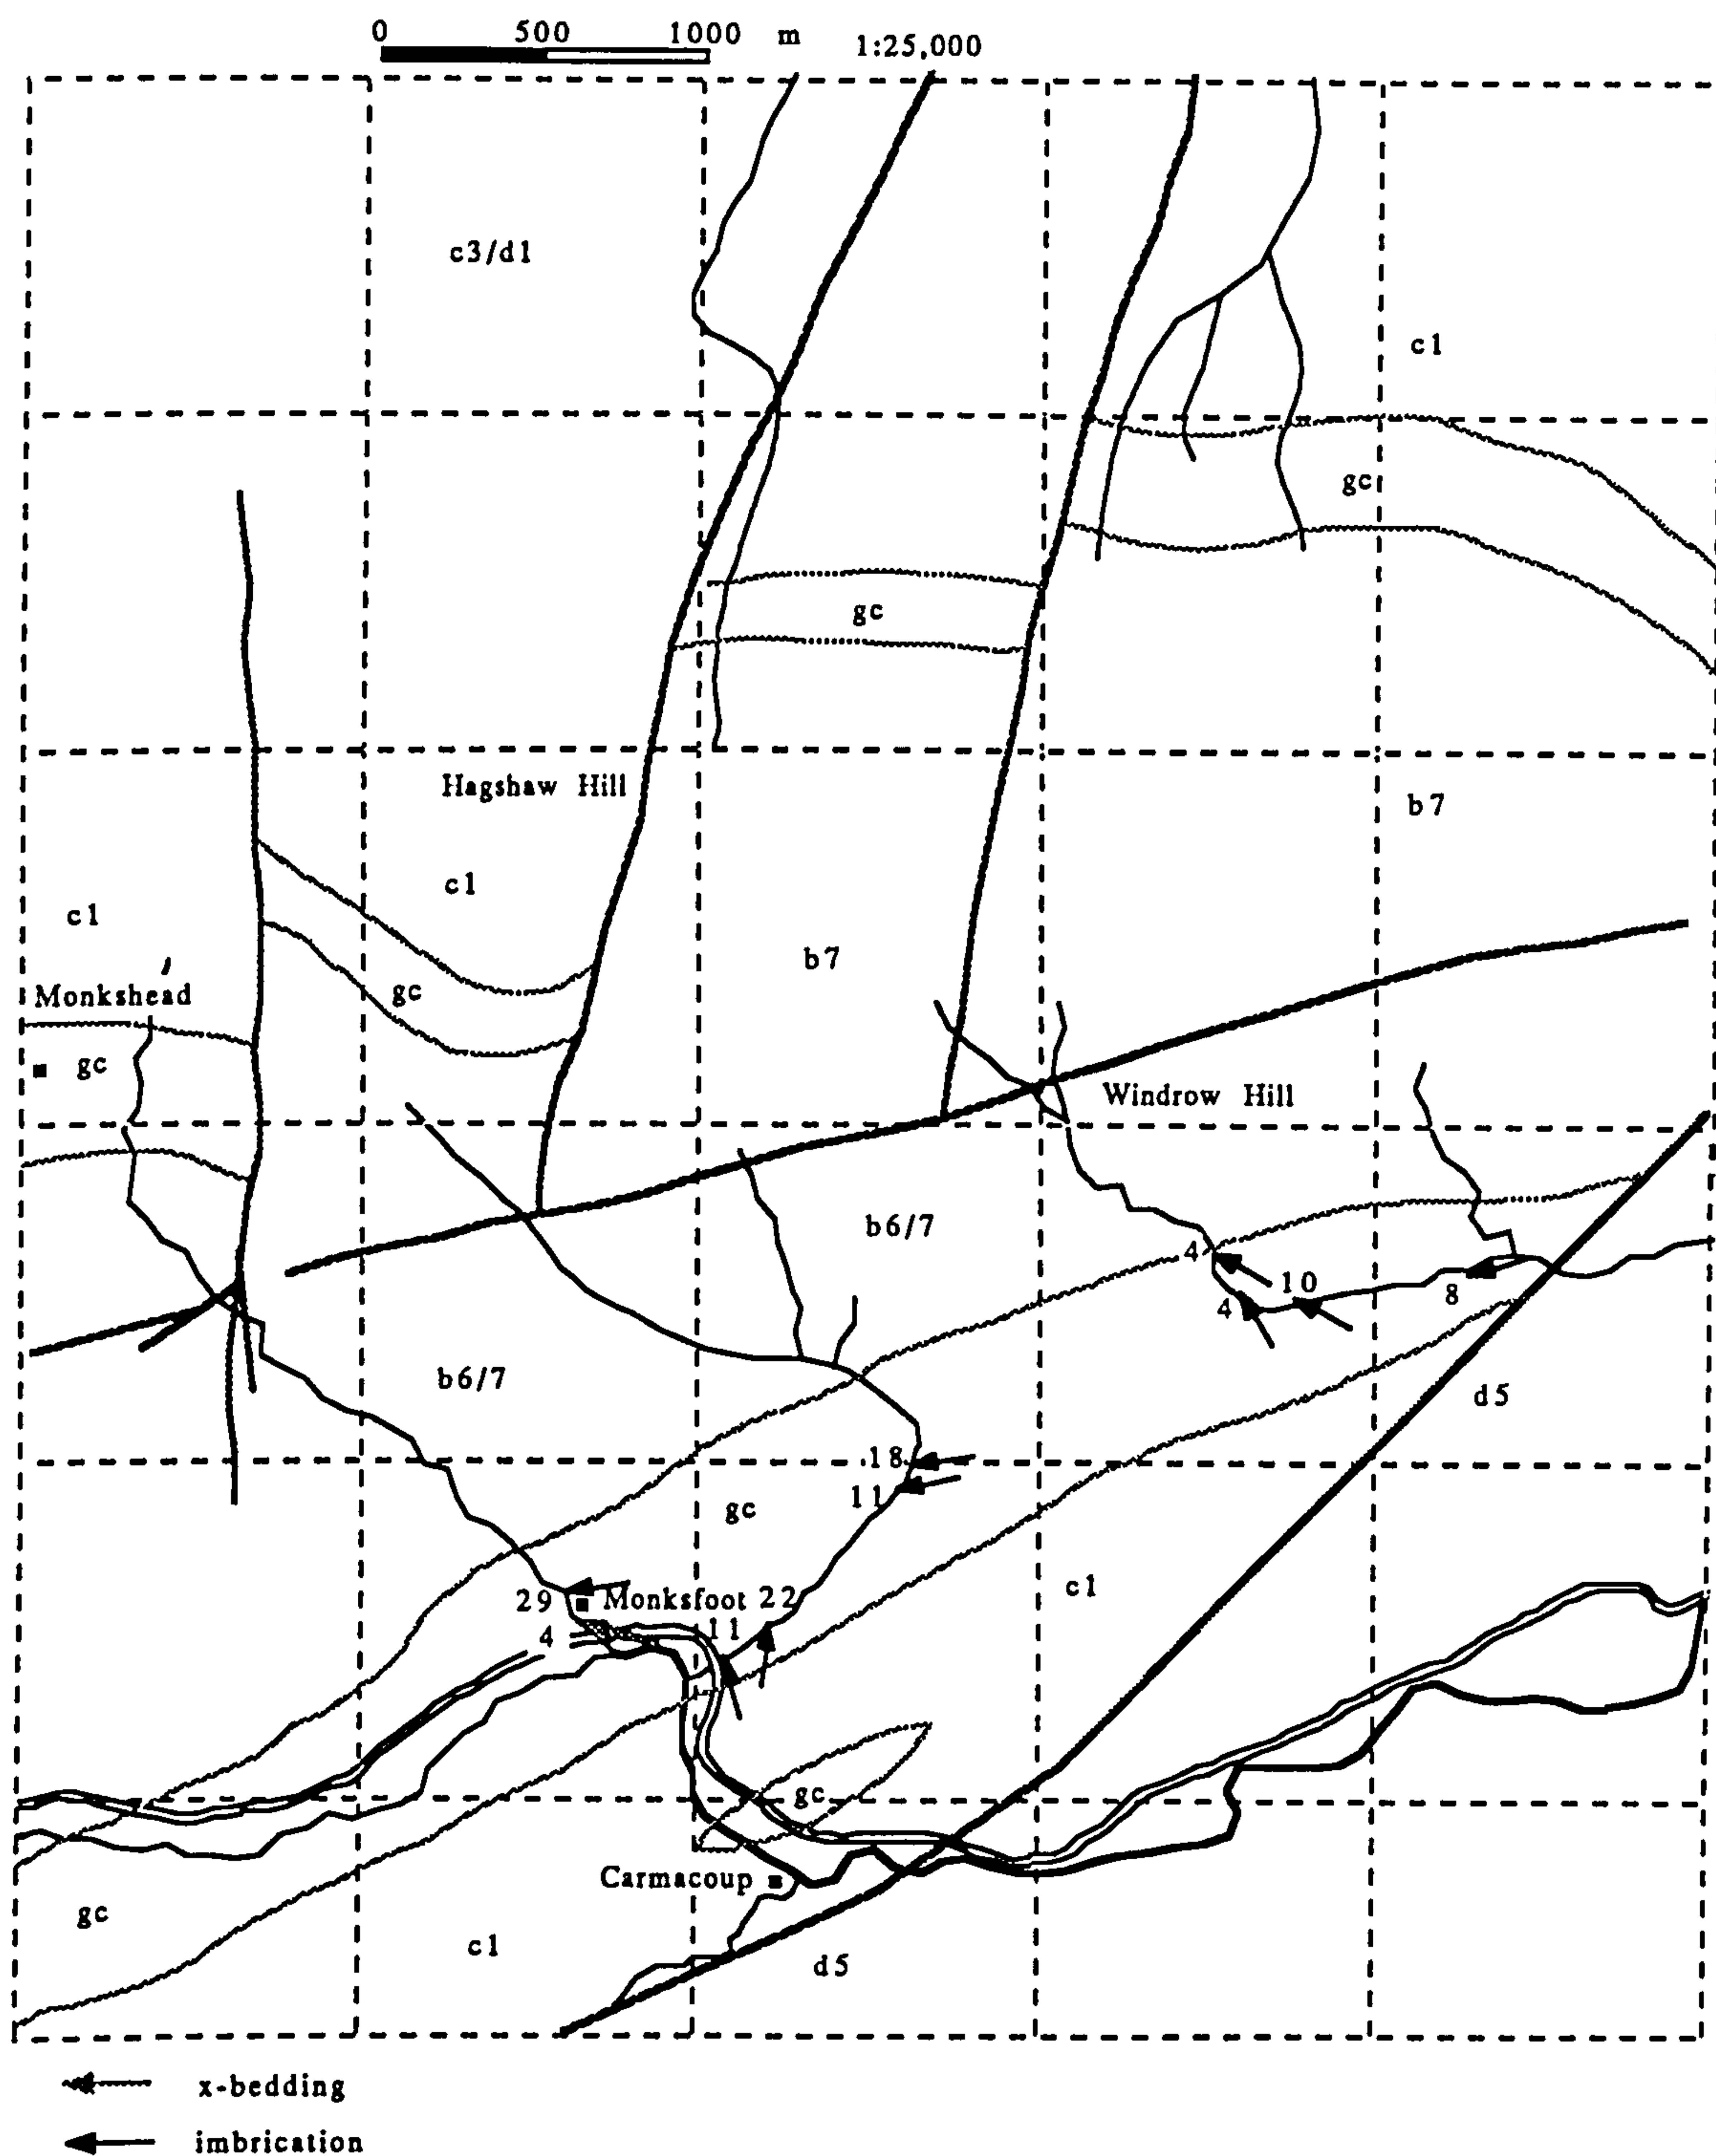 0 500 1000 m 1:25,000
c3/d1
c1
gc
gc
Hagshaw Hill
b7
c1
c1
b7
gc
Monkshead
gc
Windrow Hill
b6/7
4
10
8
4
b6/7
d5
18
11
gc
c1
29 Monksfoot 22
4
11
gc
Carmacoup
gc
c1
d5
x-bedding
imbrication